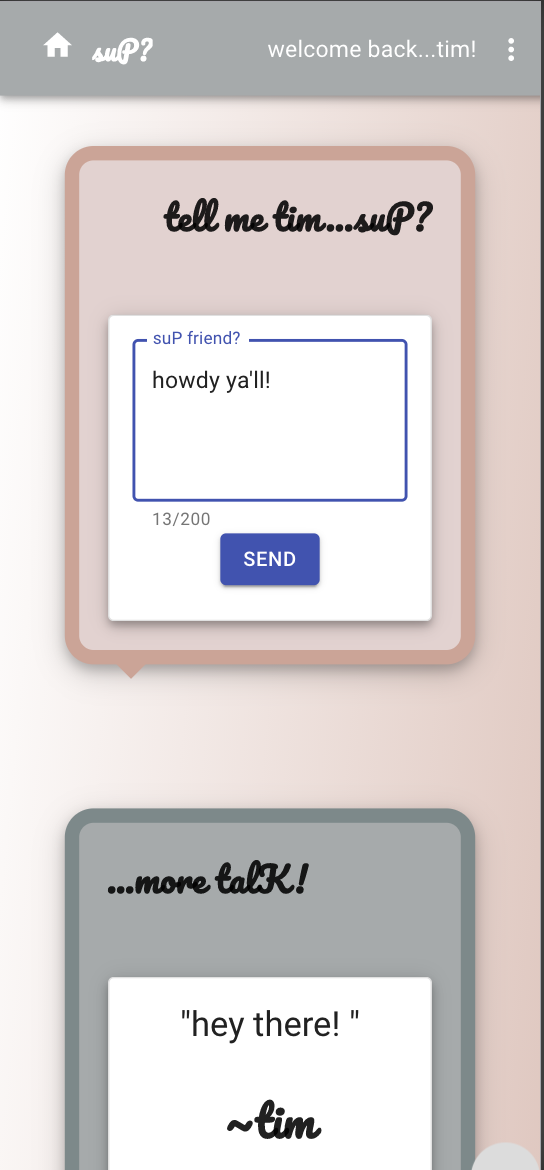 suP?
welcome back...tim!
tell me tim...suP?
suP friend?
howdy ya'll!
13/200
SEND
...more talK!
"hey there! "
~tim